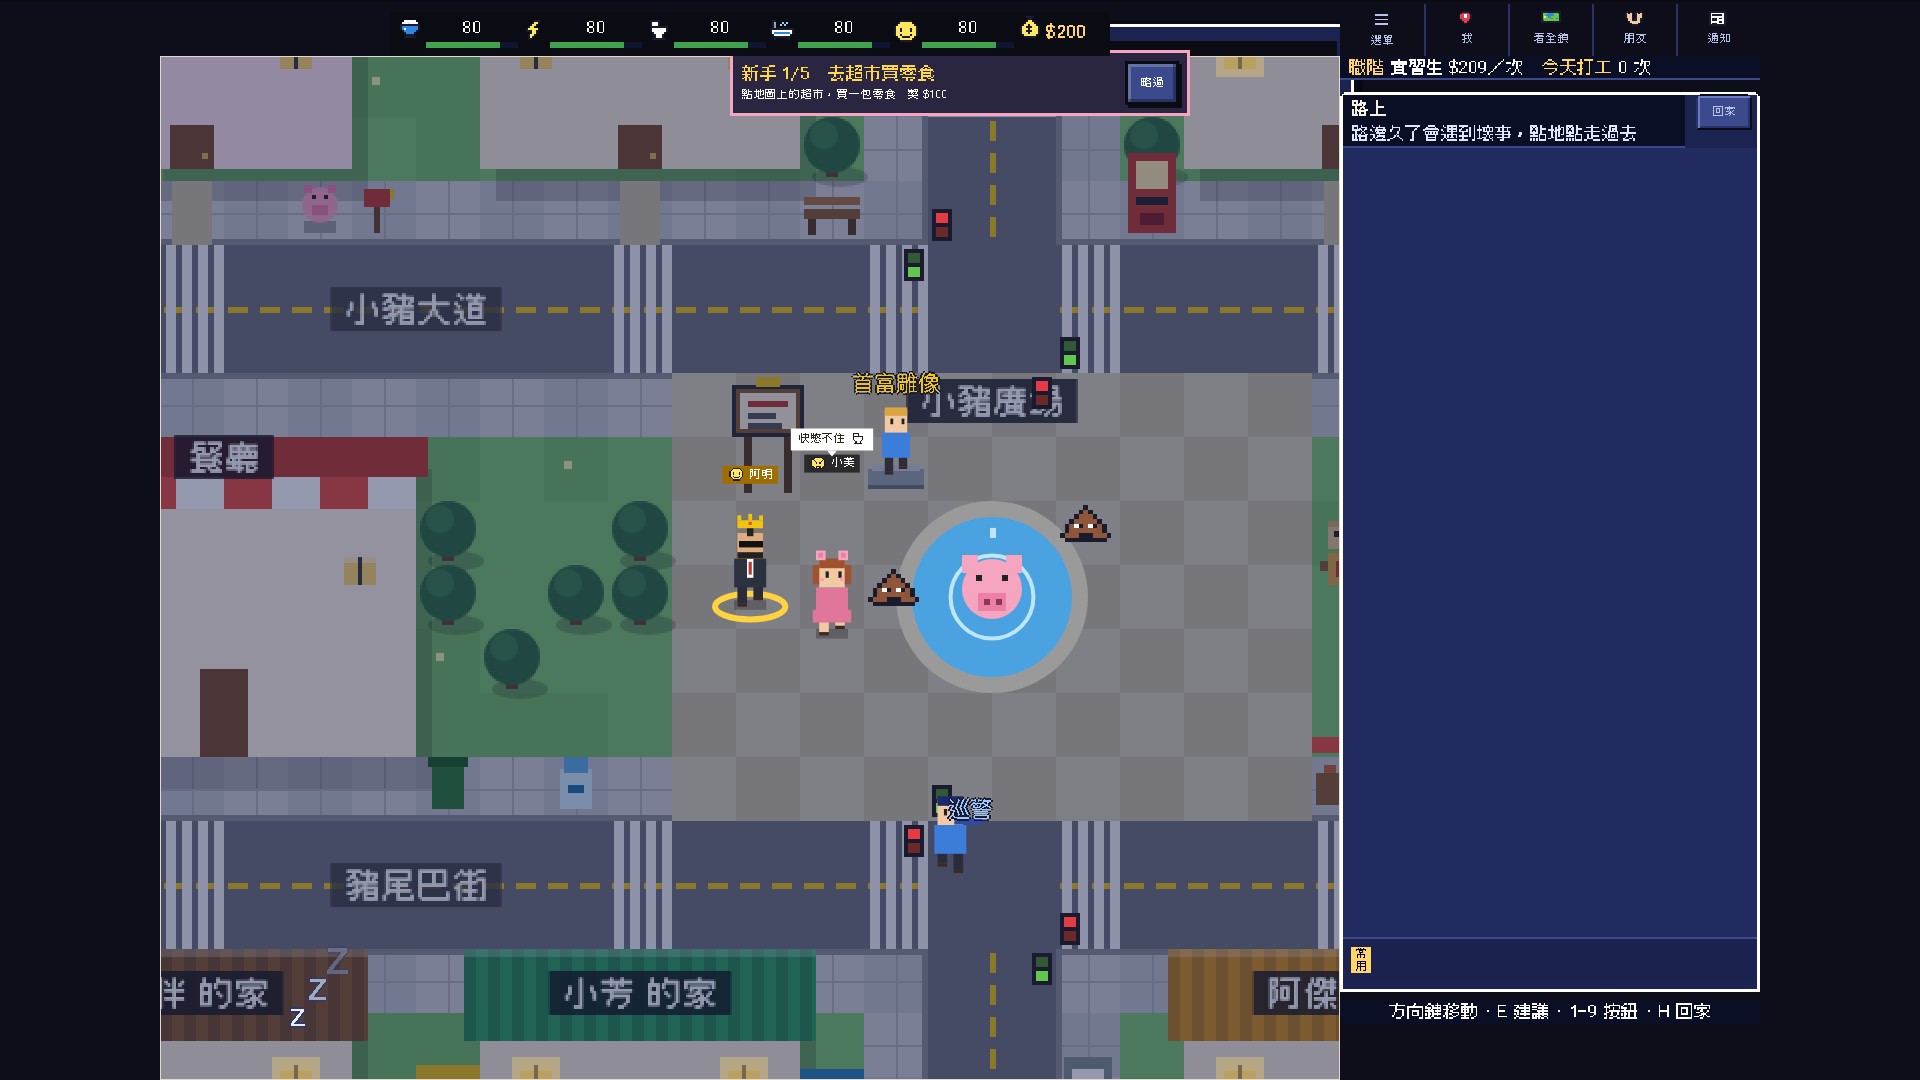 80
80
80
80
80
$200
選單
我
看全鎮
朋友
通知
新手 1/5 去超市買零食
點地圖上的超市，買一包零食 獎 $100
略過
職階 實習生 $209／次 今天打工 0 次
路上
路邊久了會遇到壞事，點地點走過去
回家
小豬大道
首富雕像
小豬廣場
快憋不住
小美
阿明
餐廳
巡警
豬尾巴街
Z
Z
Z
伴 的家
小芳 的家
阿傑
常用
方向鍵移動 · E 建議 · 1-9 按鈕 · H 回家